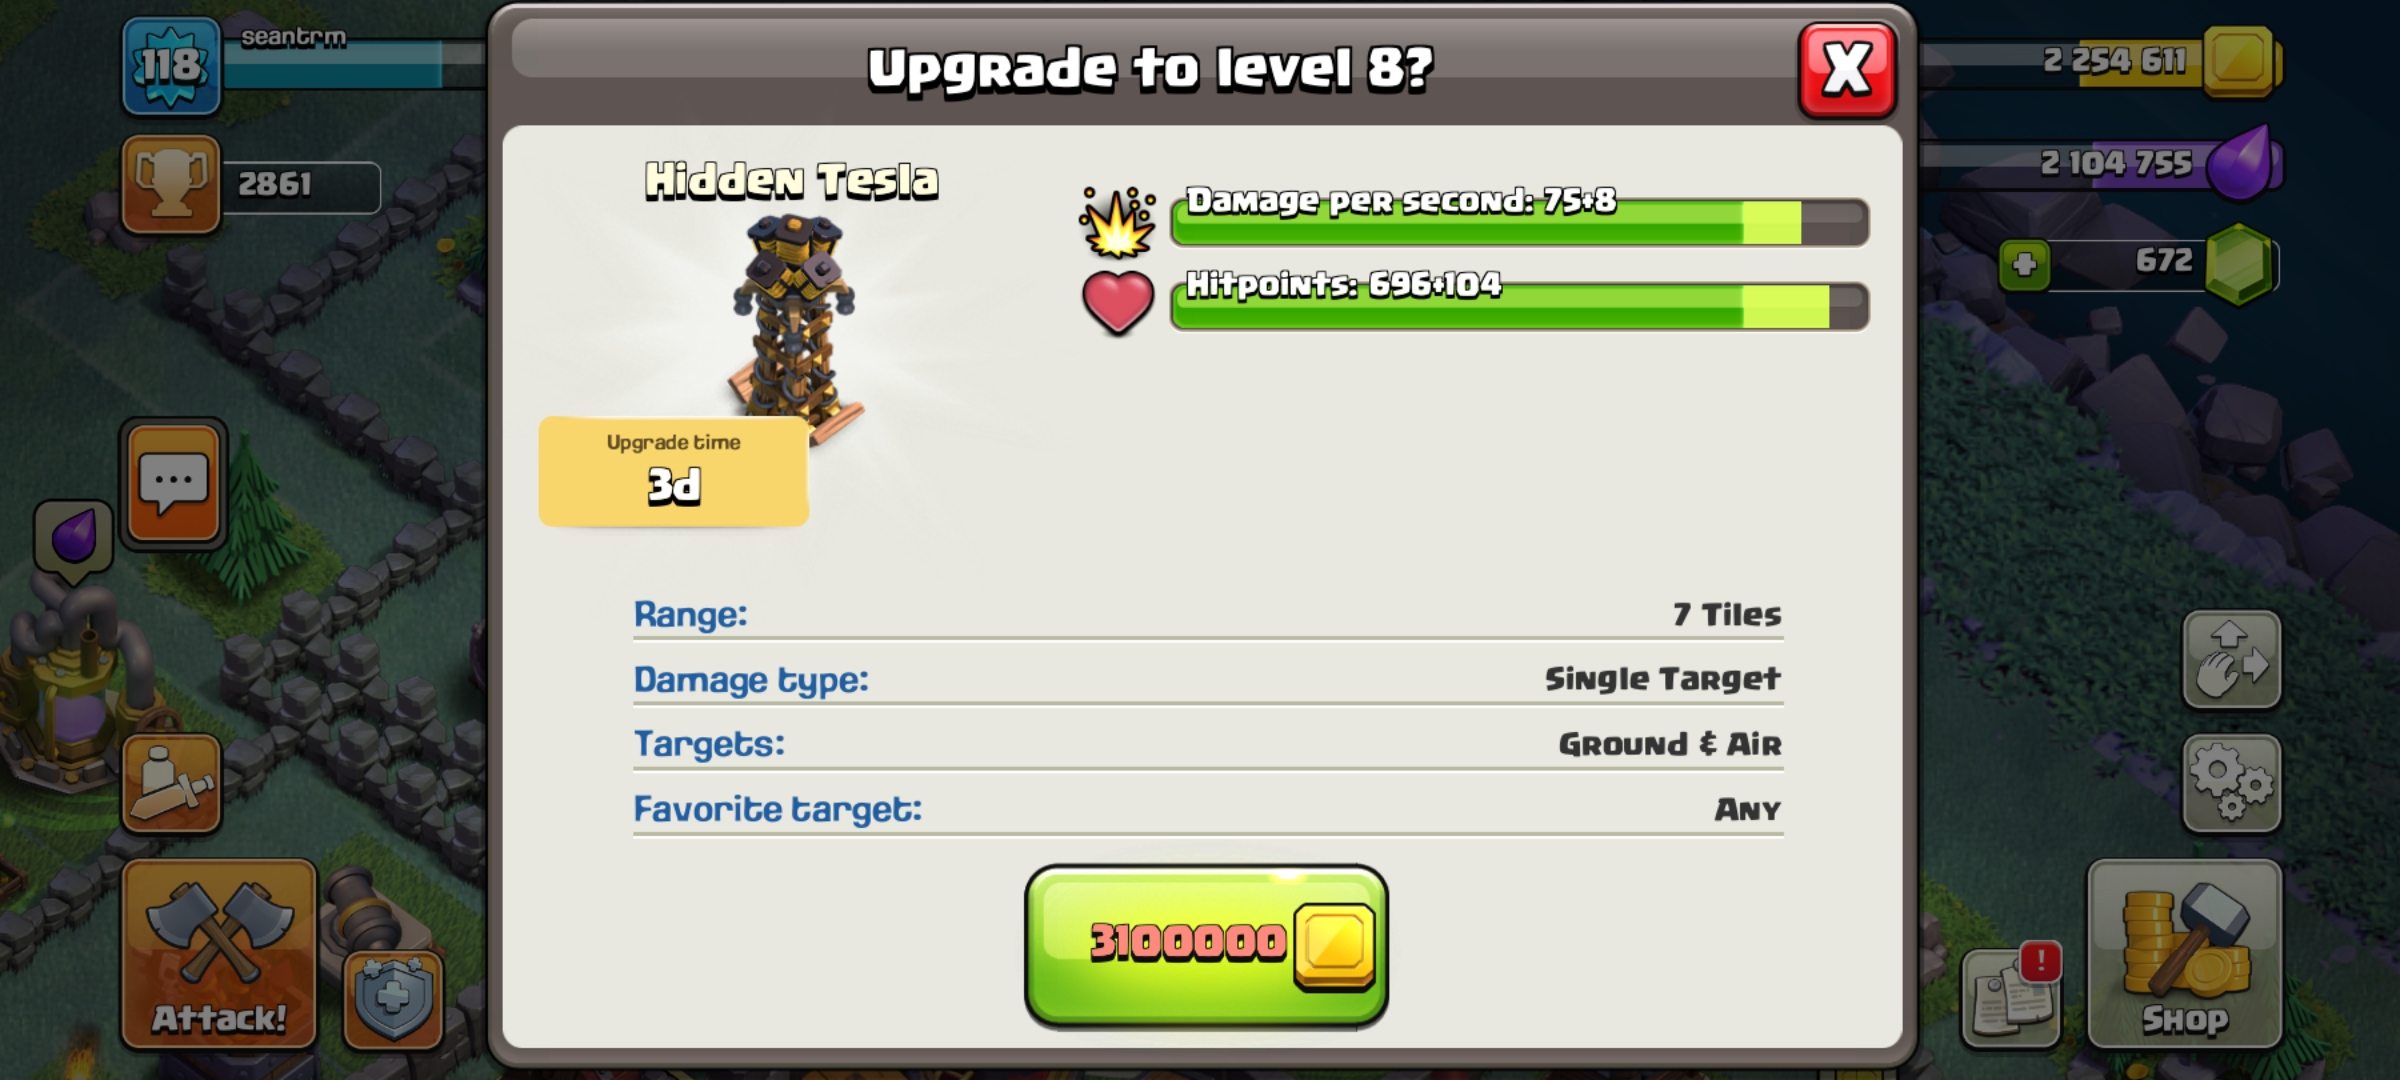 118
seantrm
2861
Upgrade to level 8?
X
2 254 611
2 104 755
672
Hidden Tesla
Damage per second: 75+8
Hitpoints: 696+104
Upgrade time
3d
Range: 7 Tiles
Damage type: Single Target
Targets: Ground & Air
Favorite target: Any
3100000
Attack!
!
Shop